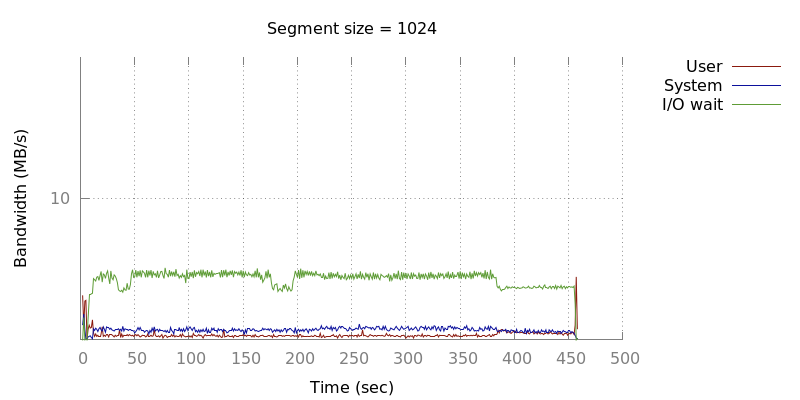 Segment size = 1024
User
System
I/O wait
Bandwidth (MB/s)
10
0 50 100 150 200 250 300 350 400 450 500
Time (sec)